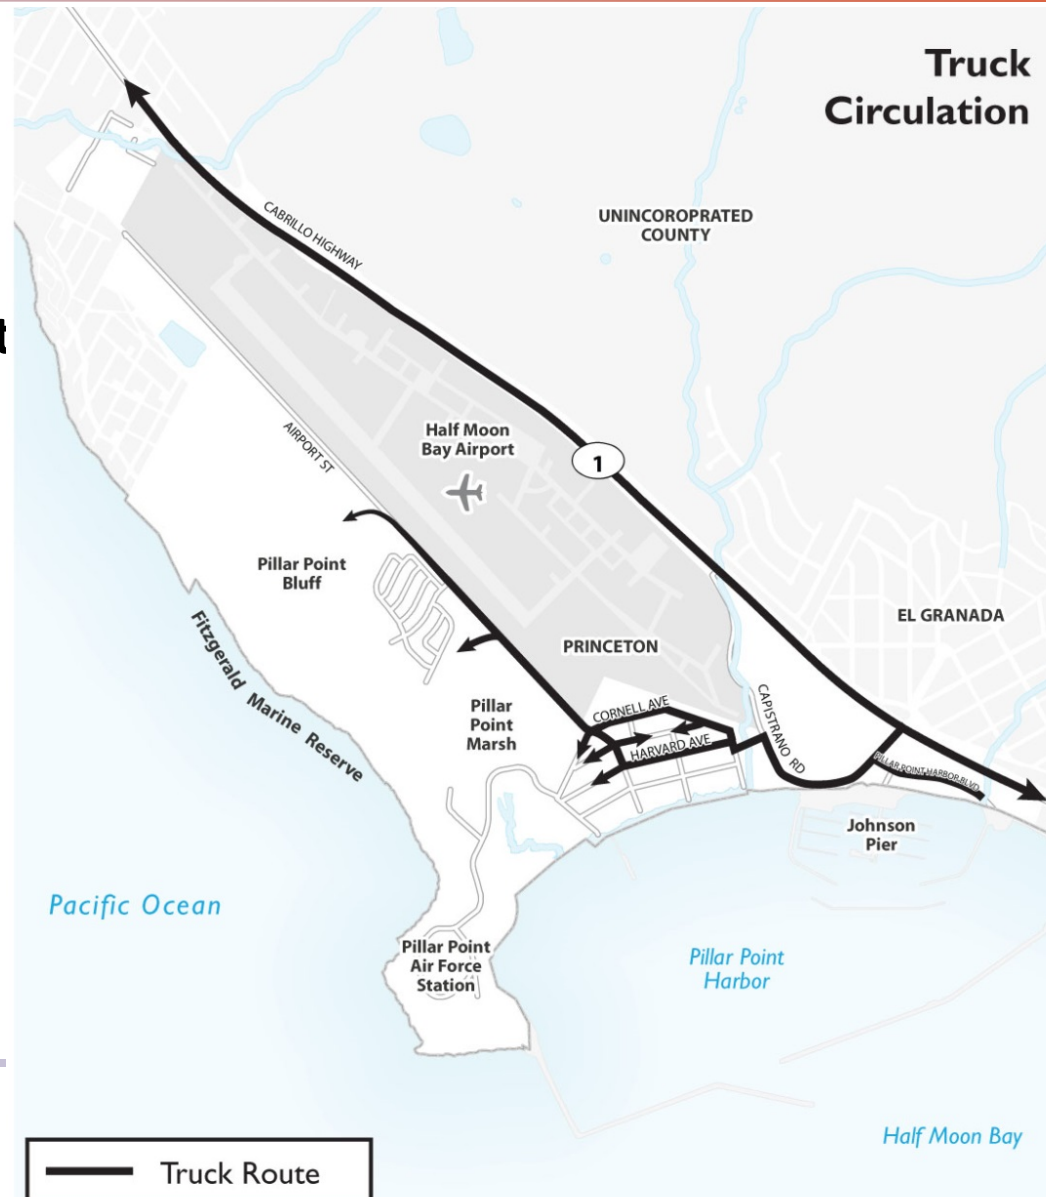 Truck
Circulation
UNINCOROPRATED
COUNTY
CABRILLO HIGHWAY
Half Moon
Bay Airport
1
AIRPORT ST
Pillar Point
Bluff
EL GRANADA
Fitzgerald Marine Reserve
PRINCETON
Pillar
Point
Marsh
CORNELL AVE
CAPISTRANO RD
HARVARD AVE
PILLAR POINT HARBOR BLVD
Johnson
Pier
Pacific Ocean
Pillar Point
Air Force
Station
Pillar Point
Harbor
Half Moon Bay
Truck Route